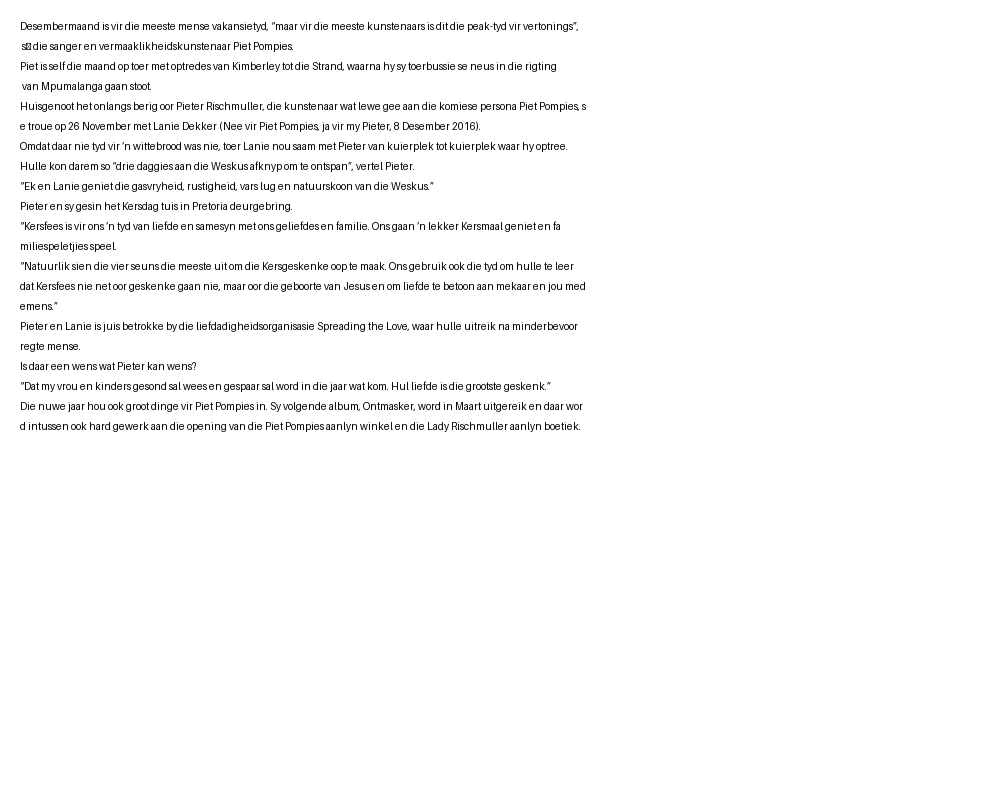 Desembermaand is vir die meeste mense vakansietyd, “maar vir die meeste kunstenaars is dit die peak-tyd vir vertonings”,
die sanger en vermaaklikheidskunstenaar Piet Pompies.
Piet is self die maand op toer met optredes van Kimberley tot die Strand, waarna hy sy toerbussie se neus in die rigting
van Mpumalanga gaan stoot.
Huisgenoot het onlangs berig oor Pieter Rischmuller, die kunstenaar wat lewe gee aan die komiese persona Piet Pompies, s
e troue op 26 November met Lanie Dekker (Nee vir Piet Pompies, ja vir my Pieter, 8 Desember 2016).
Omdat daar nie tyd vir ’n wittebrood was nie, toer Lanie nou saam met Pieter van kuierplek tot kuierplek waar hy optree.
Hulle kon darem so “drie daggies aan die Weskus afknyp om te ontspan”, vertel Pieter.
“Ek en Lanie geniet die gasvryheid, rustigheid, vars lug en natuurskoon van die Weskus.”
Pieter en sy gesin het Kersdag tuis in Pretoria deurgebring.
“Kersfees is vir ons ’n tyd van liefde en samesyn met ons geliefdes en familie. Ons gaan ’n lekker Kersmaal geniet en fa
miliespeletjies speel.
“Natuurlik sien die vier seuns die meeste uit om die Kersgeskenke oop te maak. Ons gebruik ook die tyd om hulle te leer
dat Kersfees nie net oor geskenke gaan nie, maar oor die geboorte van Jesus en om liefde te betoon aan mekaar en jou med
emens.”
Pieter en Lanie is juis betrokke by die liefdadigheidsorganisasie Spreading the Love, waar hulle uitreik na minderbevoor
regte mense.
Is daar een wens wat Pieter kan wens?
“Dat my vrou en kinders gesond sal wees en gespaar sal word in die jaar wat kom. Hul liefde is die grootste geskenk.”
Die nuwe jaar hou ook groot dinge vir Piet Pompies in. Sy volgende album, Ontmasker, word in Maart uitgereik en daar wor
d intussen ook hard gewerk aan die opening van die Piet Pompies aanlyn winkel en die Lady Rischmuller aanlyn boetiek.